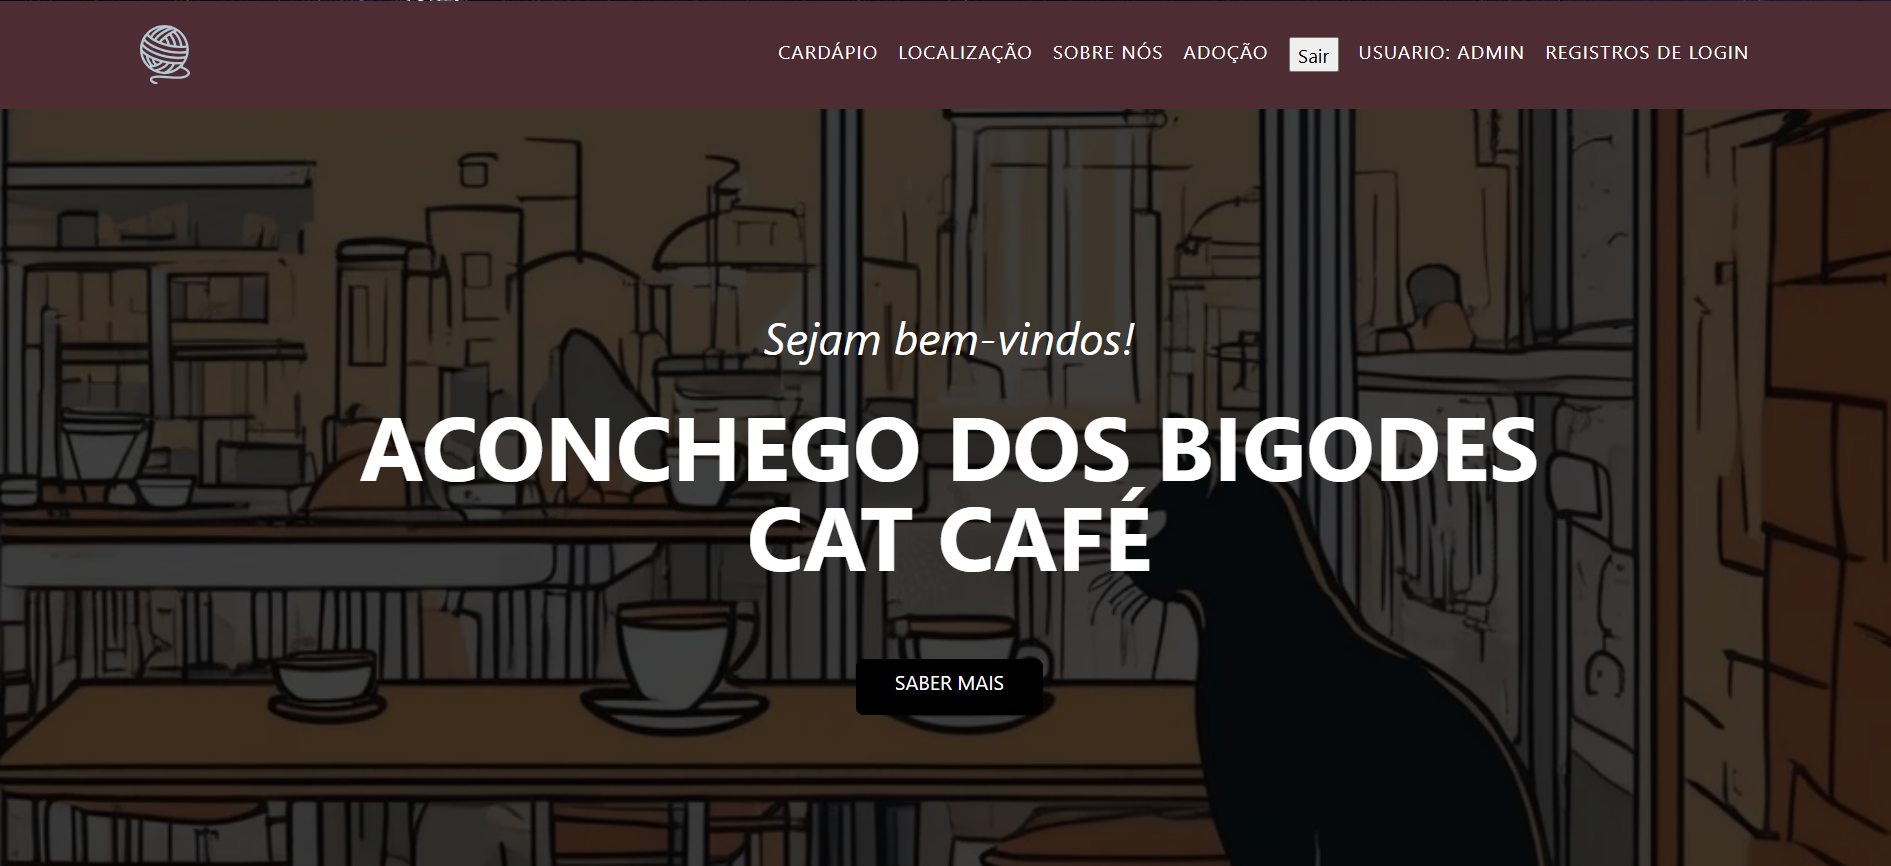 CARDÁPIO LOCALIZAÇÃO SOBRE NÓS ADOÇÃO Sair USUARIO: ADMIN REGISTROS DE LOGIN
Sejam bem-vindos!
ACONCHEGO DOS BIGODES
CAT CAFÉ
SABER MAIS